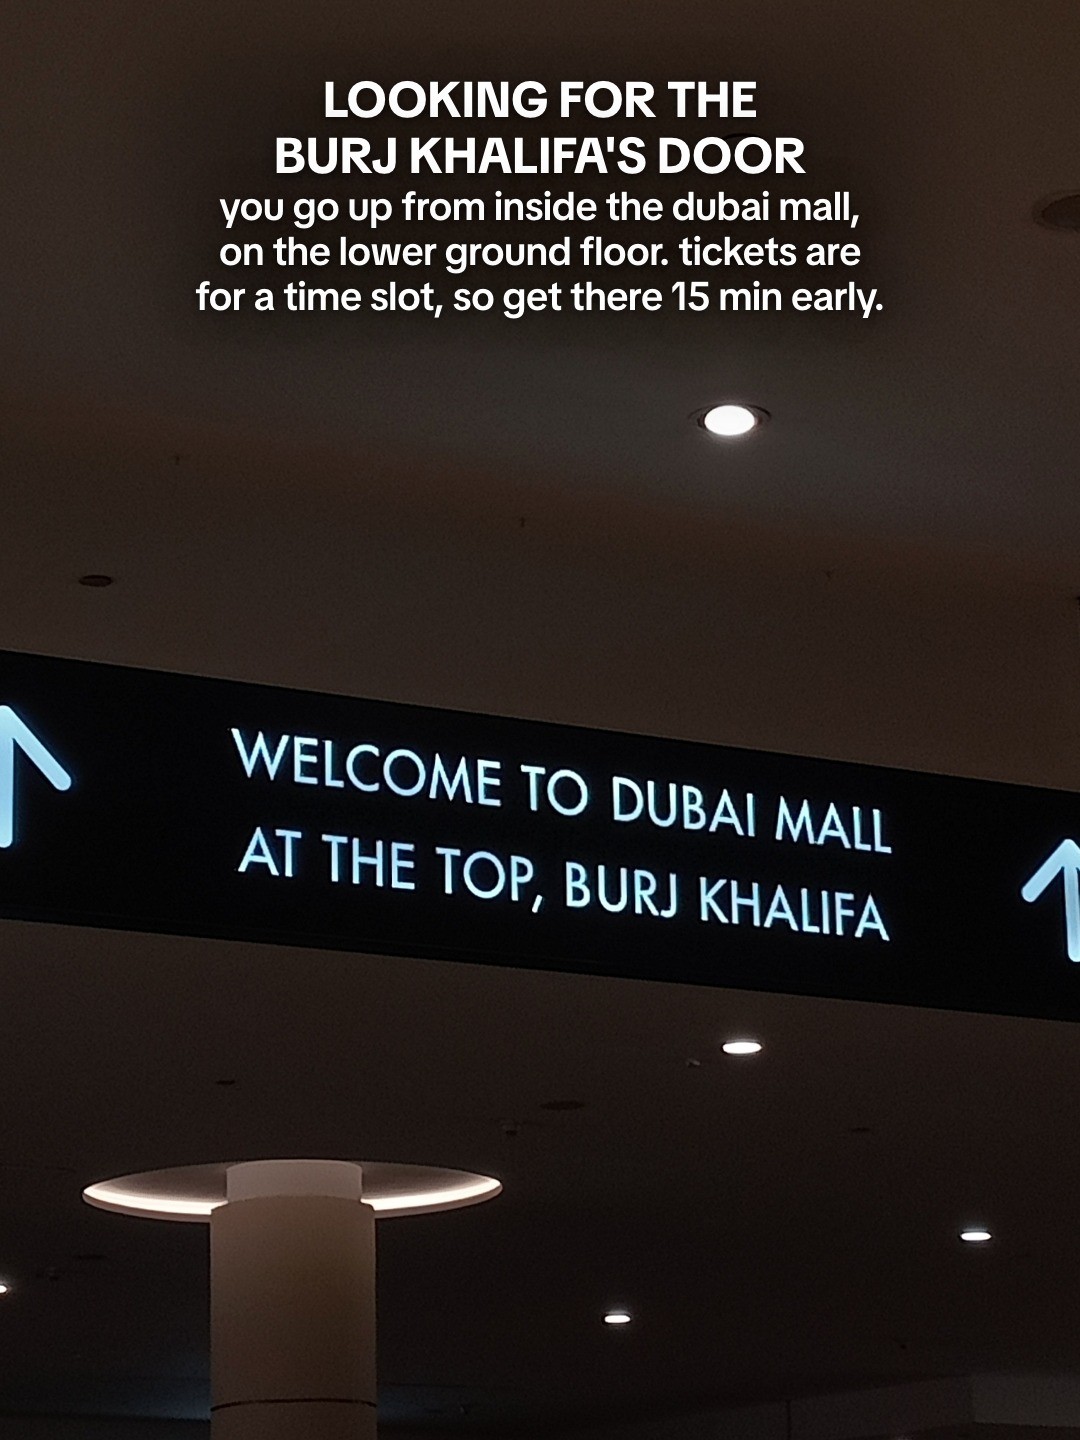 LOOKING FOR THE
BURJ KHALIFA'S DOOR
you go up from inside the dubai mall,
on the lower ground floor. tickets are
for a time slot, so get there 15 min early.
WELCOME TO DUBAI MALL
AT THE TOP, BURJ KHALIFA